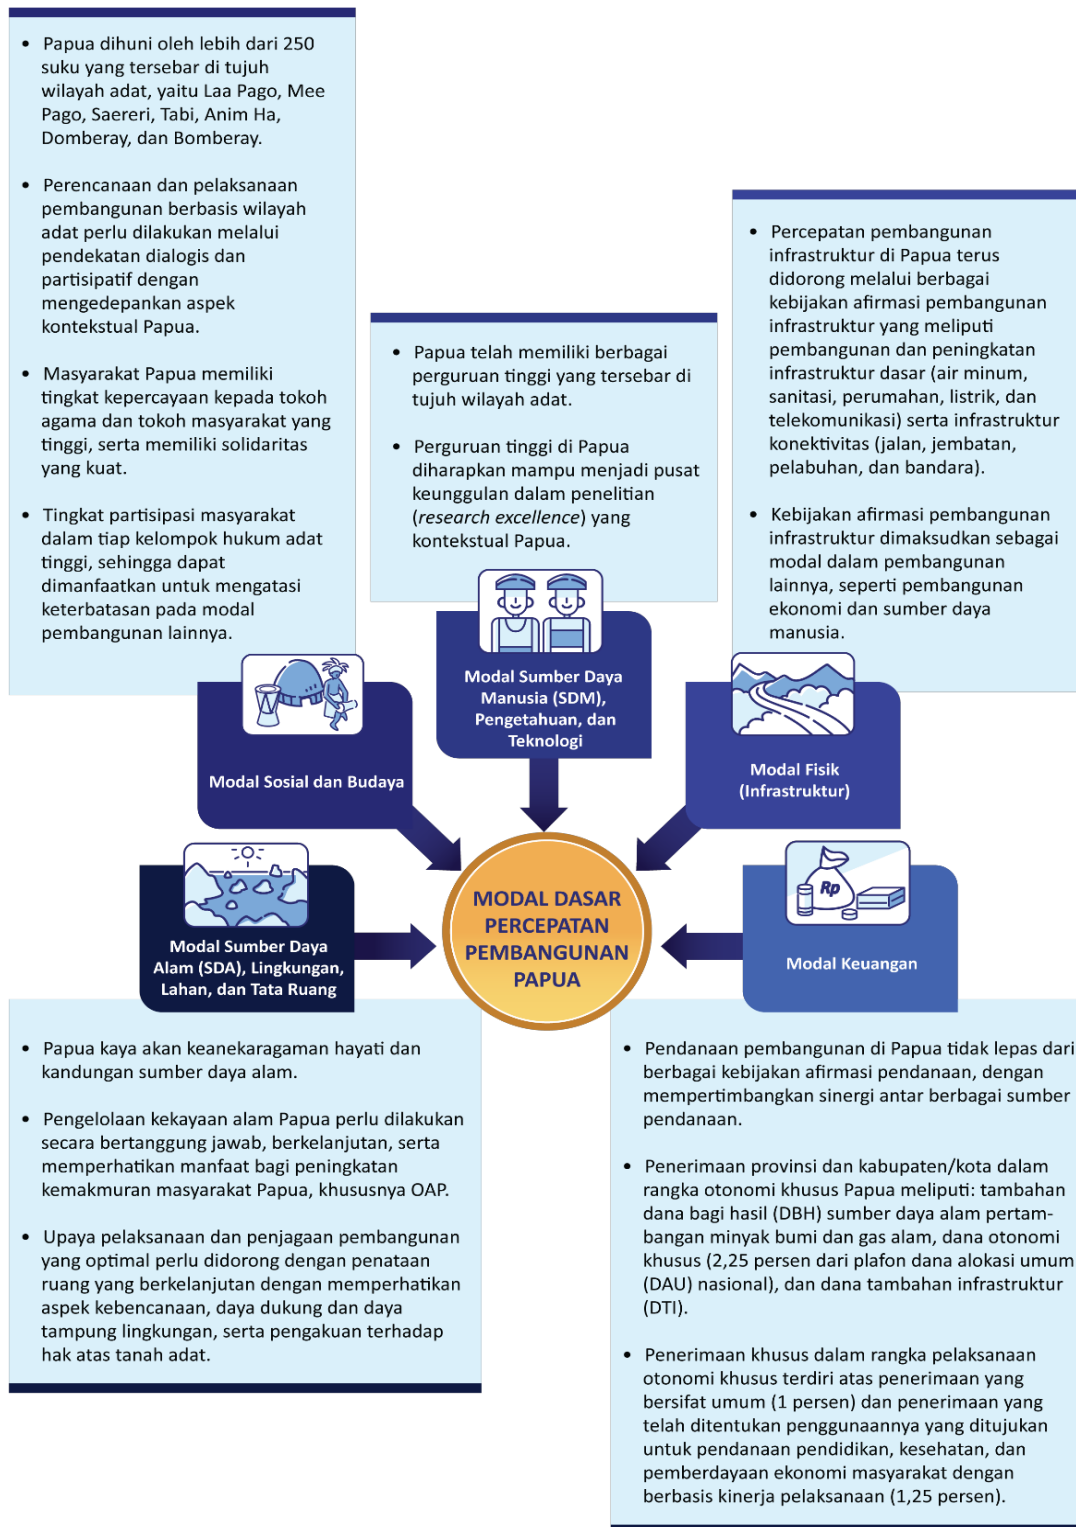 • Papua dihuni oleh lebih dari 250
suku yang tersebar di tujuh
wilayah adat, yaitu Laa Pago, Mee
Pago, Saereri, Tabi, Anim Ha,
Domberay, dan Bomberay.
• Perencanaan dan pelaksanaan
pembangunan berbasis wilayah
adat perlu dilakukan melalui
pendekatan dialogis dan
partisipatif dengan
mengedepankan aspek
kontekstual Papua.
• Masyarakat Papua memiliki
tingkat kepercayaan kepada tokoh
agama dan tokoh masyarakat yang
tinggi, serta memiliki solidaritas
yang kuat.
• Tingkat partisipasi masyarakat
dalam tiap kelompok hukum adat
tinggi, sehingga dapat
dimanfaatkan untuk mengatasi
keterbatasan pada modal
pembangunan lainnya.
Modal Sosial dan Budaya
• Papua telah memiliki berbagai
perguruan tinggi yang tersebar di
tujuh wilayah adat.
• Perguruan tinggi di Papua
diharapkan mampu menjadi pusat
keunggulan dalam penelitian
(research excellence) yang
kontekstual Papua.
Modal Sumber Daya
Manusia (SDM),
Pengetahuan, dan
Teknologi
• Percepatan pembangunan
infrastruktur di Papua terus
didorong melalui berbagai
kebijakan afirmasi pembangunan
infrastruktur yang meliputi
pembangunan dan peningkatan
infrastruktur dasar (air minum,
sanitasi, perumahan, listrik, dan
telekomunikasi) serta infrastruktur
konektivitas (jalan, jembatan,
pelabuhan, dan bandara).
• Kebijakan afirmasi pembangunan
infrastruktur dimaksudkan sebagai
modal dalam pembangunan
lainnya, seperti pembangunan
ekonomi dan sumber daya
manusia.
Modal Fisik
(Infrastruktur)
MODAL DASAR
PERCEPATAN
PEMBANGUNAN
PAPUA
Modal Sumber Daya
Alam (SDA), Lingkungan,
Lahan, dan Tata Ruang
• Papua kaya akan keanekaragaman hayati dan
kandungan sumber daya alam.
• Pengelolaan kekayaan alam Papua perlu dilakukan
secara bertanggung jawab, berkelanjutan, serta
memperhatikan manfaat bagi peningkatan
kemakmuran masyarakat Papua, khususnya OAP.
• Upaya pelaksanaan dan penjagaan pembangunan
yang optimal perlu didorong dengan penataan
ruang yang berkelanjutan dengan memperhatikan
aspek kebencanaan, daya dukung dan daya
tampung lingkungan, serta pengakuan terhadap
hak atas tanah adat.
Rp
Modal Keuangan
• Pendanaan pembangunan di Papua tidak lepas dari
berbagai kebijakan afirmasi pendanaan, dengan
mempertimbangkan sinergi antar berbagai sumber
pendanaan.
• Penerimaan provinsi dan kabupaten/kota dalam
rangka otonomi khusus Papua meliputi: tambahan
dana bagi hasil (DBH) sumber daya alam pertam-
bangan minyak bumi dan gas alam, dana otonomi
khusus (2,25 persen dari plafon dana alokasi umum
(DAU) nasional), dan dana tambahan infrastruktur
(DTI).
• Penerimaan khusus dalam rangka pelaksanaan
otonomi khusus terdiri atas penerimaan yang
bersifat umum (1 persen) dan penerimaan yang
telah ditentukan penggunaannya yang ditujukan
untuk pendanaan pendidikan, kesehatan, dan
pemberdayaan ekonomi masyarakat dengan
berbasis kinerja pelaksanaan (1,25 persen).